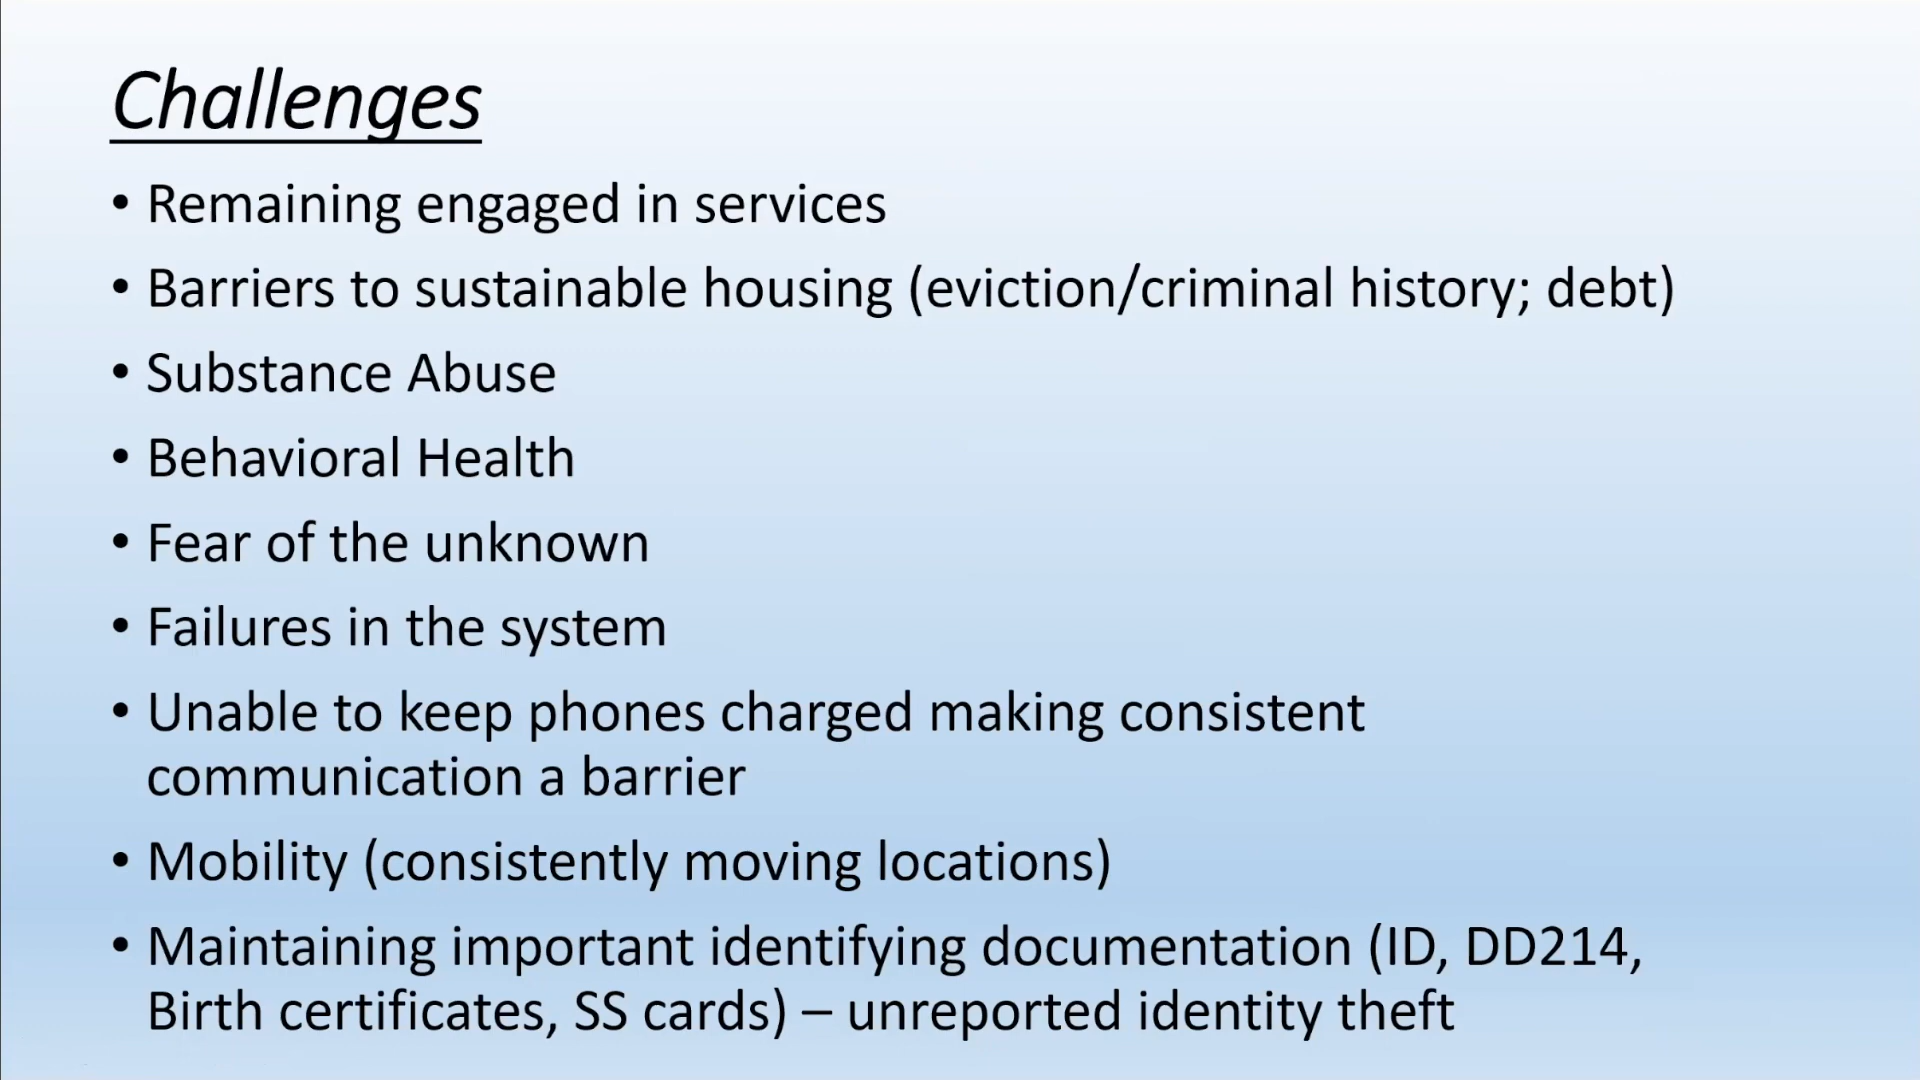 Challenges
• Remaining engaged in services
• Barriers to sustainable housing (eviction/criminal history; debt)
• Substance Abuse
• Behavioral Health
• Fear of the unknown
• Failures in the system
• Unable to keep phones charged making consistent
communication a barrier
• Mobility (consistently moving locations)
• Maintaining important identifying documentation (ID, DD214,
Birth certificates, SS cards) – unreported identity theft